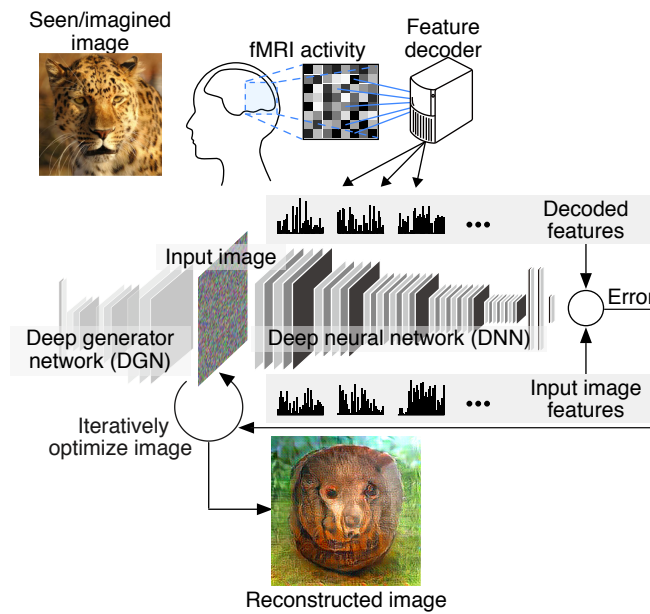 Seen/imagined
image
fMRI activity
Feature
decoder
Decoded
features
Input image
Error
Deep generator
network (DGN)
Deep neural network (DNN)
Input image
features
Iteratively
optimize image
Reconstructed image